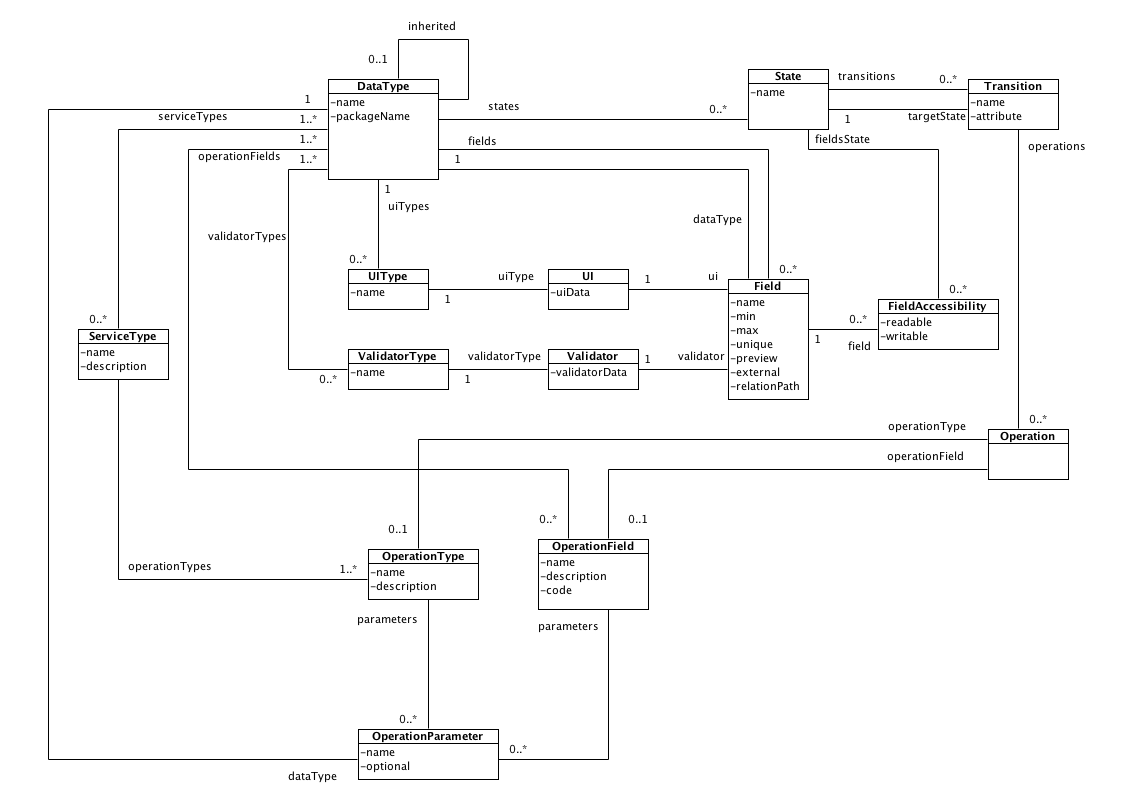 inherited
0..1
DataType
-name
-packageName
1
serviceTypes
1..*
1..*
operationFields
1..*
states
0..*
fields
1
State
-name
transitions
0..*
1
targetState
Transition
-name
-attribute
fieldsState
operations
1
uiTypes
validatorTypes
dataType
0..*
UIType
-name
uiType
1
UI
-uiData
1
ui
0..*
Field
-name
-min
-max
-unique
-preview
-external
-relationPath
0..*
FieldAccessibility
-readable
-writable
0..*
1
field
0..*
ServiceType
-name
-description
ValidatorType
-name
0..*
validatorType
1
Validator
-validatorData
1
validator
0..*
operationType
Operation
operationField
0..1
0..*
0..1
OperationType
-name
-description
OperationField
-name
-description
-code
operationTypes
1..*
parameters
parameters
0..*
OperationParameter
-name
-optional
0..*
dataType